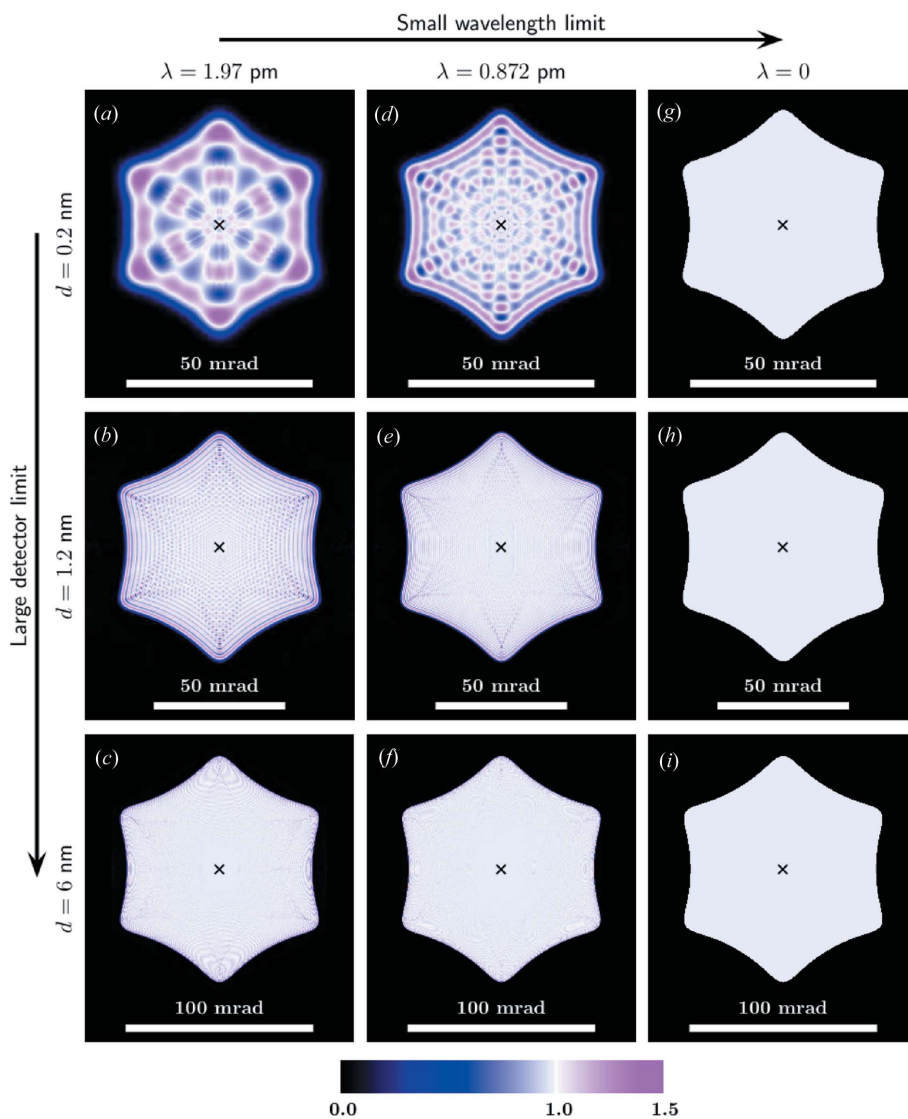 Small wavelength limit
λ = 1.97 pm
λ = 0.872 pm
λ = 0
Large detector limit
d = 0.2 nm
(a)
(d)
(g)
50 mrad
50 mrad
50 mrad
d = 1.2 nm
(b)
(e)
(h)
50 mrad
50 mrad
50 mrad
d = 6 nm
(c)
(f)
(i)
100 mrad
100 mrad
100 mrad
0.0
1.0
1.5